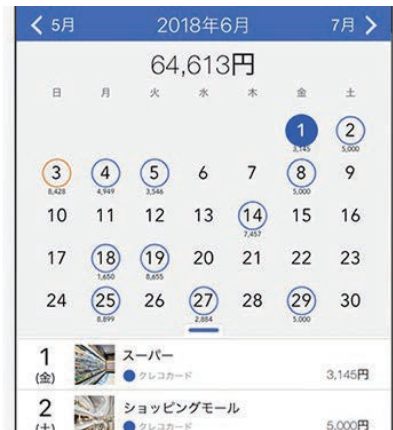 5月 2018年6月 7月
64,613円
日 月 火 水 木 金 土
1 2
3,145 5,000
3 4 5 6 7 8 9
8,428 4,949 3,546 5,000
10 11 12 13 14 15 16
7,457
17 18 19 20 21 22 23
1,650 8,655
24 25 26 27 28 29 30
8,899 2,884 5,000
1 スーパー
(金) クレコカード 3,145円
2 ショッピングモール
(土) クレコカード 5,000円